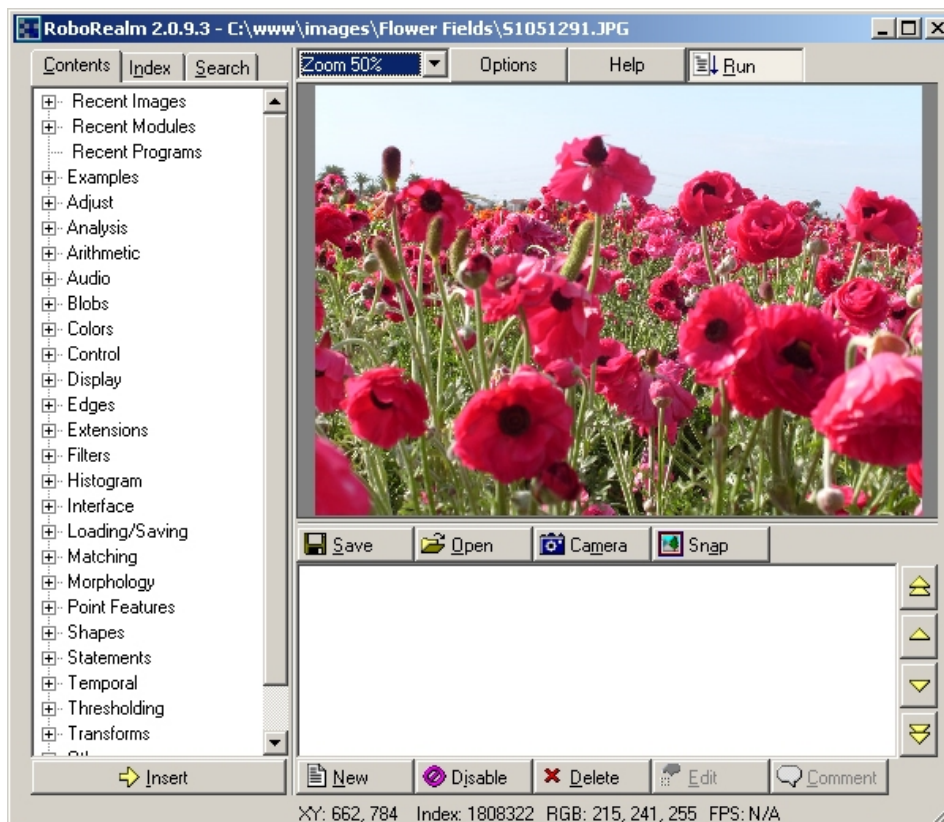 RoboRealm 2.0.9.3 - C:\www\images\Flower Fields\S1051291.JPG
Contents Index Search
Zoom 50% Options Help Run
Recent Images
Recent Modules
Recent Programs
Examples
Adjust
Analysis
Arithmetic
Audio
Blobs
Colors
Control
Display
Edges
Extensions
Filters
Histogram
Interface
Loading/Saving
Matching
Morphology
Point Features
Shapes
Statements
Temporal
Thresholding
Transforms
Insert
Save Open Camera Snap
New Disable Delete Edit Comment
XY: 662, 784 Index: 1808322 RGB: 215, 241, 255 FPS: N/A